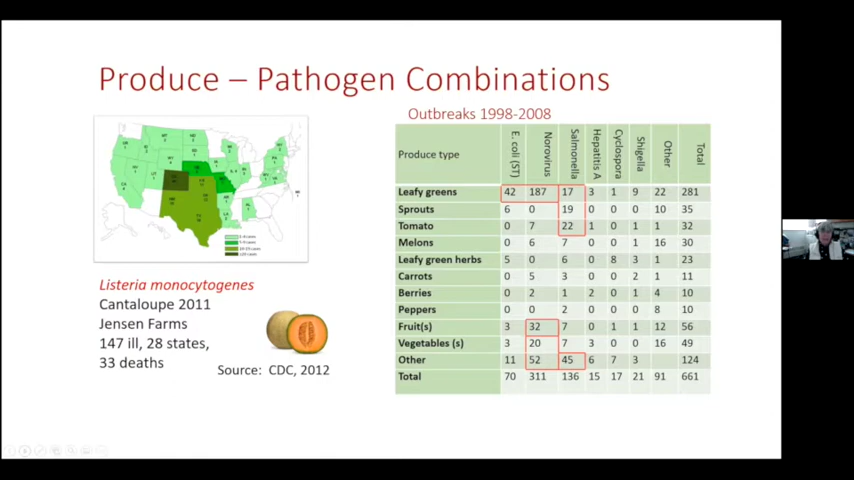 Produce – Pathogen Combinations
Outbreaks 1998-2008
Produce type E. coli (ST) Norovirus Salmonella Hepatitis A Cyclospora Shigella Other Total
Leafy greens 42 187 17 3 1 9 22 281
Sprouts 6 0 19 0 0 0 10 35
Tomato 0 7 22 1 0 1 1 32
Melons 0 6 7 0 0 1 16 30
Leafy green herbs 5 0 6 0 8 3 1 23
Carrots 0 5 3 0 0 2 1 11
Berries 0 2 1 2 0 1 4 10
Peppers 0 0 2 0 0 0 8 10
Fruit(s) 3 32 7 0 1 1 12 56
Vegetables (s) 3 20 7 3 0 0 16 49
Other 11 52 45 6 7 3 124
Total 70 311 136 15 17 21 91 661
Listeria monocytogenes
Cantaloupe 2011
Jensen Farms
147 ill, 28 states,
33 deaths
Source: CDC, 2012